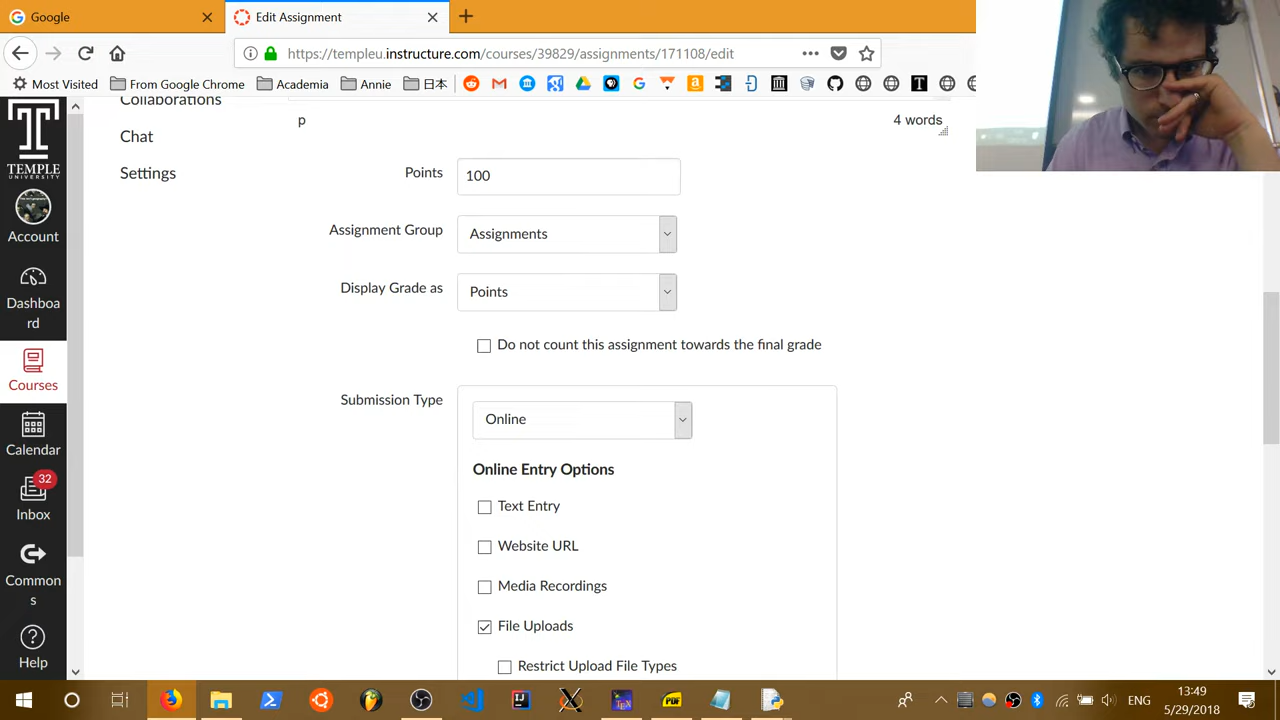 Google
Edit Assignment
https://templeu.instructure.com/courses/39829/assignments/171108/edit
Most Visited
From Google Chrome
Academia
Annie
日本
TEMPLE
UNIVERSITY
Account
Dashboa
rd
Courses
Calendar
32
Inbox
Common
s
Help
Collaborations
Chat
Settings
p
4 words
Points
100
Assignment Group
Assignments
Display Grade as
Points
Do not count this assignment towards the final grade
Submission Type
Online
Online Entry Options
Text Entry
Website URL
Media Recordings
File Uploads
Restrict Upload File Types
ENG
13:49
5/29/2018